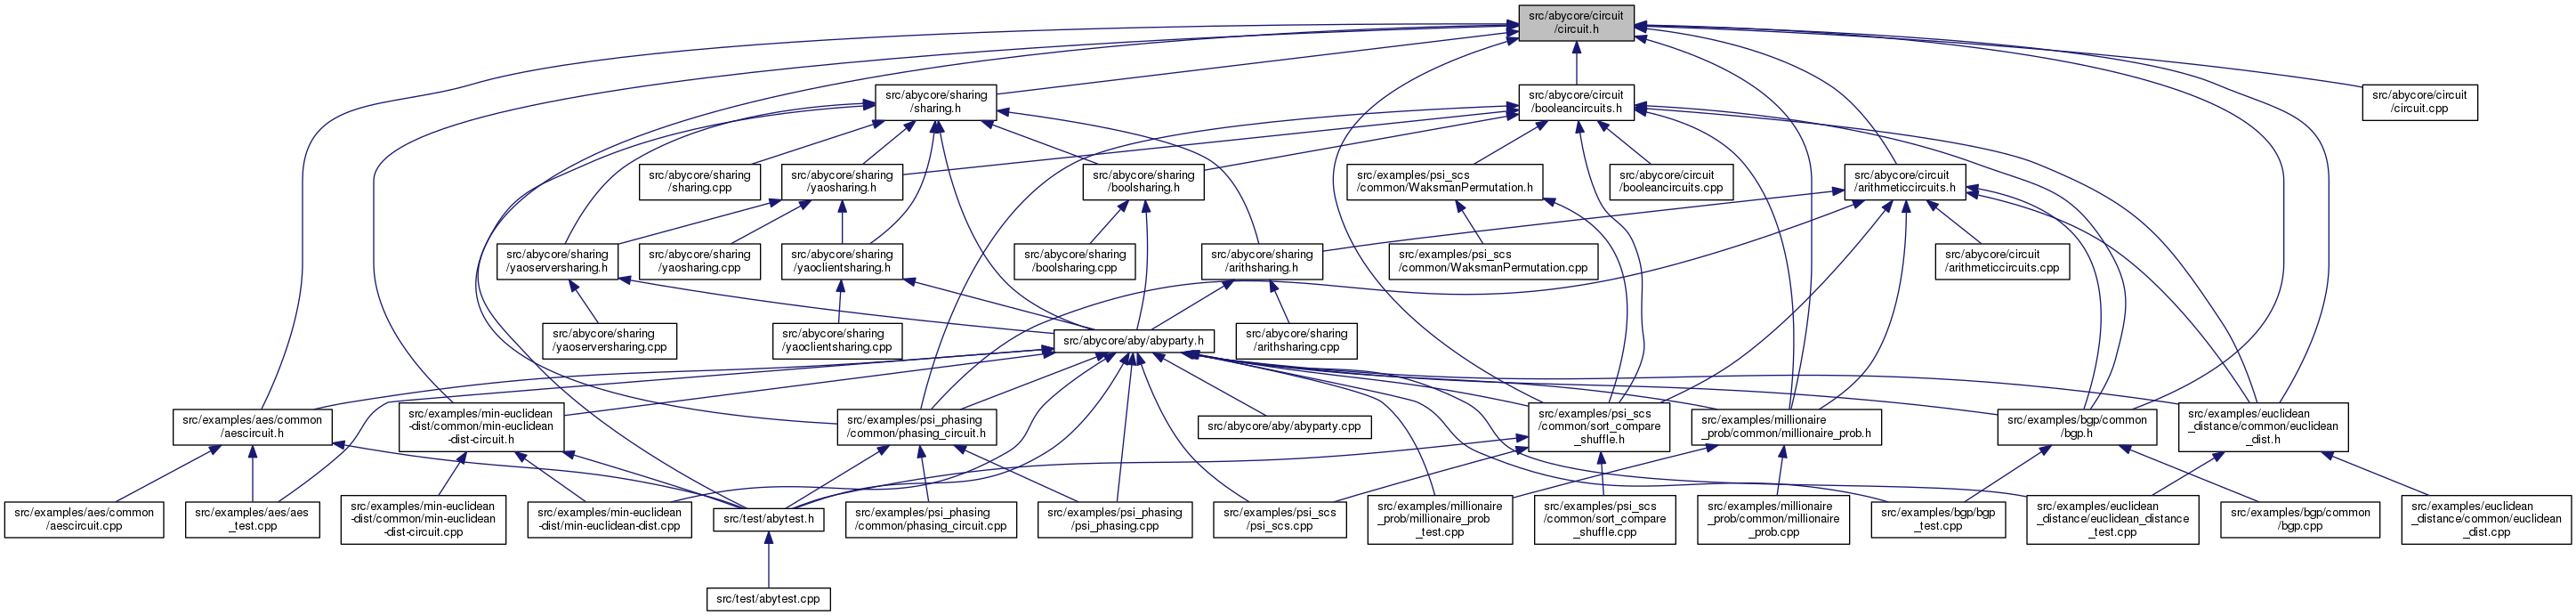 src/abycore/circuit
/circuit.h
src/abycore/sharing
/sharing.h
src/abycore/circuit
/booleancircuits.h
src/abycore/circuit
/circuit.cpp
src/abycore/sharing
/sharing.cpp
src/abycore/sharing
/yaosharing.h
src/abycore/sharing
/boolsharing.h
src/examples/psi_scs
/common/WaksmanPermutation.h
src/abycore/circuit
/booleancircuits.cpp
src/abycore/circuit
/arithmeticcircuits.h
src/abycore/sharing
/yaoserversharing.h
src/abycore/sharing
/yaosharing.cpp
src/abycore/sharing
/yaoclientsharing.h
src/abycore/sharing
/boolsharing.cpp
src/abycore/sharing
/arithsharing.h
src/examples/psi_scs
/common/WaksmanPermutation.cpp
src/abycore/circuit
/arithmeticcircuits.cpp
src/abycore/sharing
/yaoserversharing.cpp
src/abycore/sharing
/yaoclientsharing.cpp
src/abycore/aby/abyparty.h
src/abycore/sharing
/arithsharing.cpp
src/examples/aes/common
/aescircuit.h
src/examples/min-euclidean
-dist/common/min-euclidean
-dist-circuit.h
src/examples/psi_phasing
/common/phasing_circuit.h
src/abycore/aby/abyparty.cpp
src/examples/psi_scs
/common/sort_compare
_shuffle.h
src/examples/millionaire
_prob/common/millionaire_prob.h
src/examples/bgp/common
/bgp.h
src/examples/euclidean
_distance/common/euclidean
_dist.h
src/examples/aes/common
/aescircuit.cpp
src/examples/aes/aes
_test.cpp
src/examples/min-euclidean
-dist/common/min-euclidean
-dist-circuit.cpp
src/examples/min-euclidean
-dist/min-euclidean-dist.cpp
src/test/abytest.h
src/examples/psi_phasing
/common/phasing_circuit.cpp
src/examples/psi_phasing
/psi_phasing.cpp
src/examples/psi_scs
/psi_scs.cpp
src/examples/millionaire
_prob/millionaire_prob
_test.cpp
src/examples/psi_scs
/common/sort_compare
_shuffle.cpp
src/examples/millionaire
_prob/common/millionaire
_prob.cpp
src/examples/bgp/bgp
_test.cpp
src/examples/euclidean
_distance/euclidean_distance
_test.cpp
src/examples/bgp/common
/bgp.cpp
src/examples/euclidean
_distance/common/euclidean
_dist.cpp
src/test/abytest.cpp